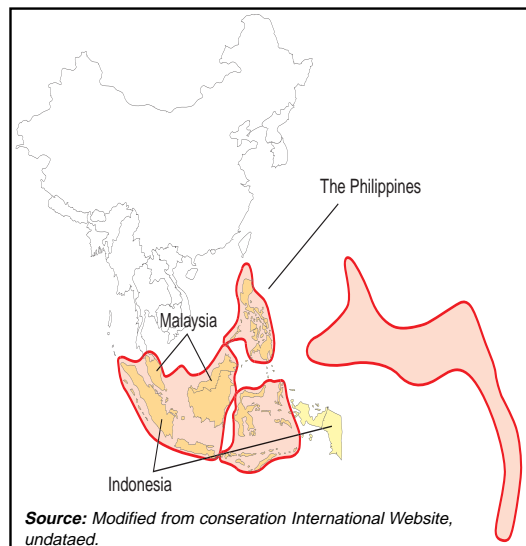 The Philippines
Malaysia
Indonesia
Source: Modified from conseration International Website,
undataed.